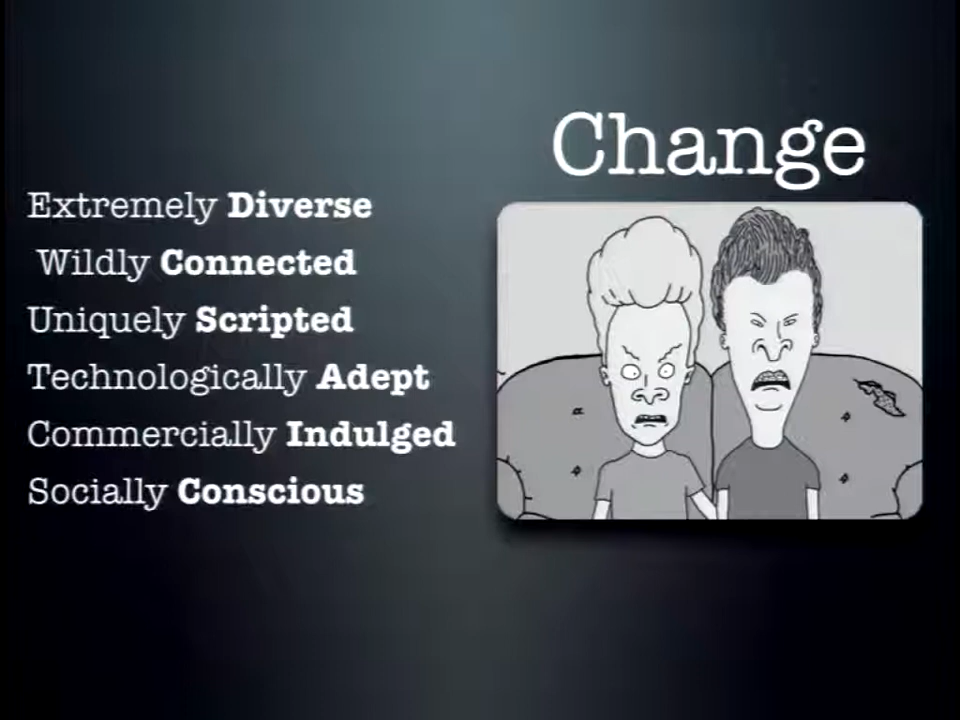 Change
Extremely Diverse
Wildly Connected
Uniquely Scripted
Technologically Adept
Commercially Indulged
Socially Conscious